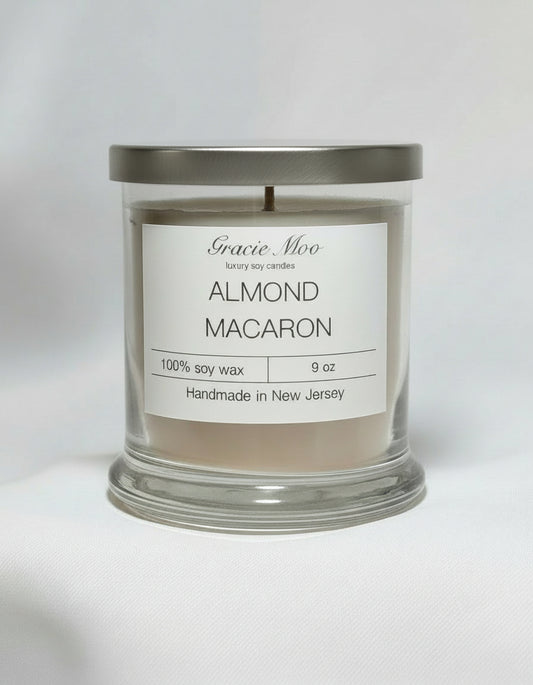 Gracie Moo
luxury soy candles
ALMOND
MACARON
100% soy wax 9 oz
Handmade in New Jersey